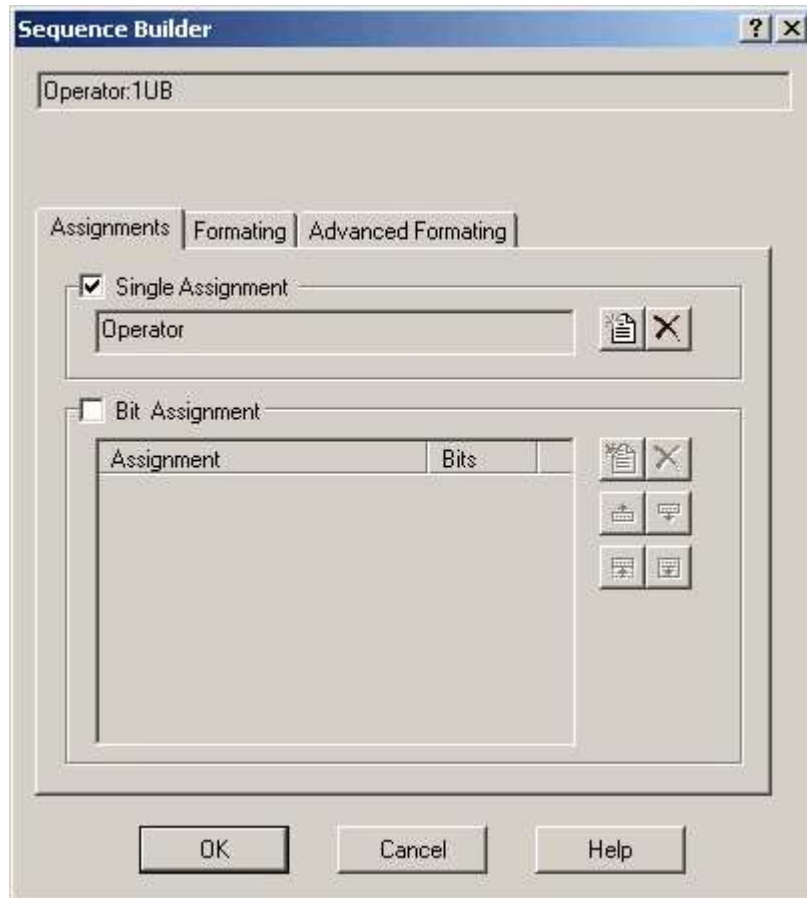 Sequence Builder
Operator:1UB
Assignments Formating Advanced Formating
Single Assignment
Operator
Bit Assignment
Assignment Bits
OK Cancel Help